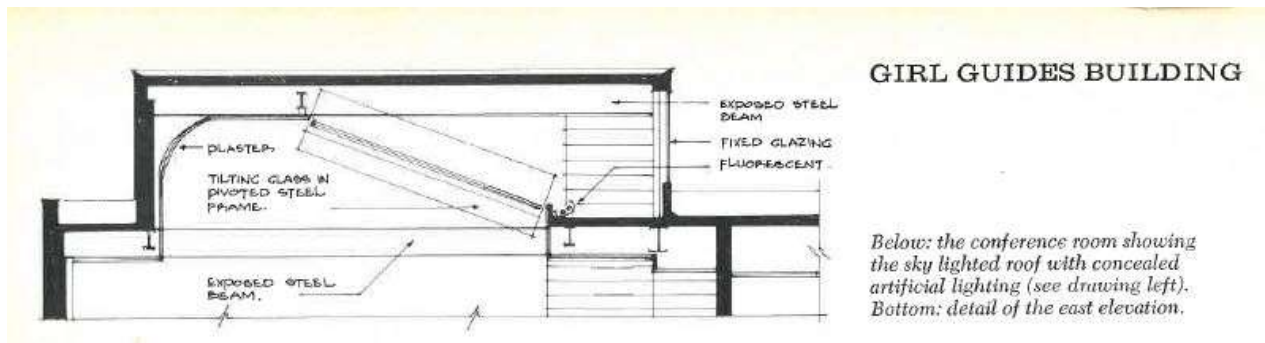 GIRL GUIDES BUILDING
EXPOSED STEEL
BEAM
FIXED GLAZING
FLUORESCENT.
PLASTER.
TILTING GLASS IN
PIVOTED STEEL
FRAME.
EXPOSED STEEL
BEAM.
Below: the conference room showing
the sky lighted roof with concealed
artificial lighting (see drawing left).
Bottom: detail of the east elevation.